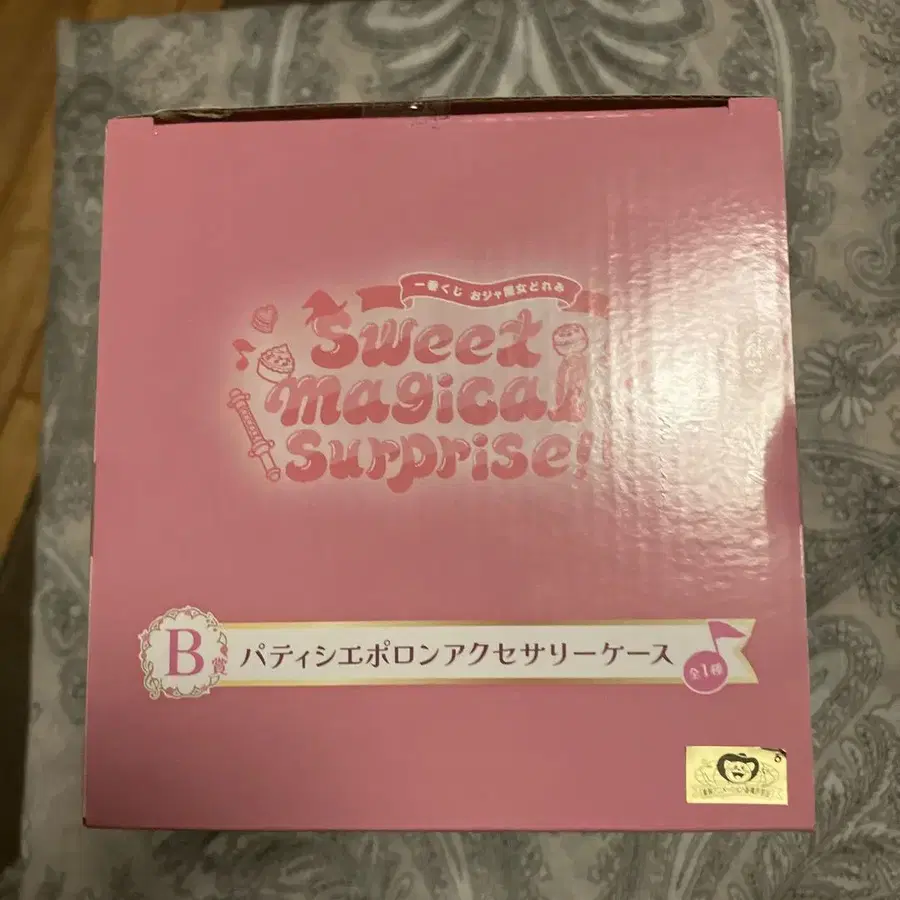 一番くじ おジャ魔女どれみ
Sweet
magical
Surprise!!
B賞
パティシエポロンアクセサリーケース
全1種